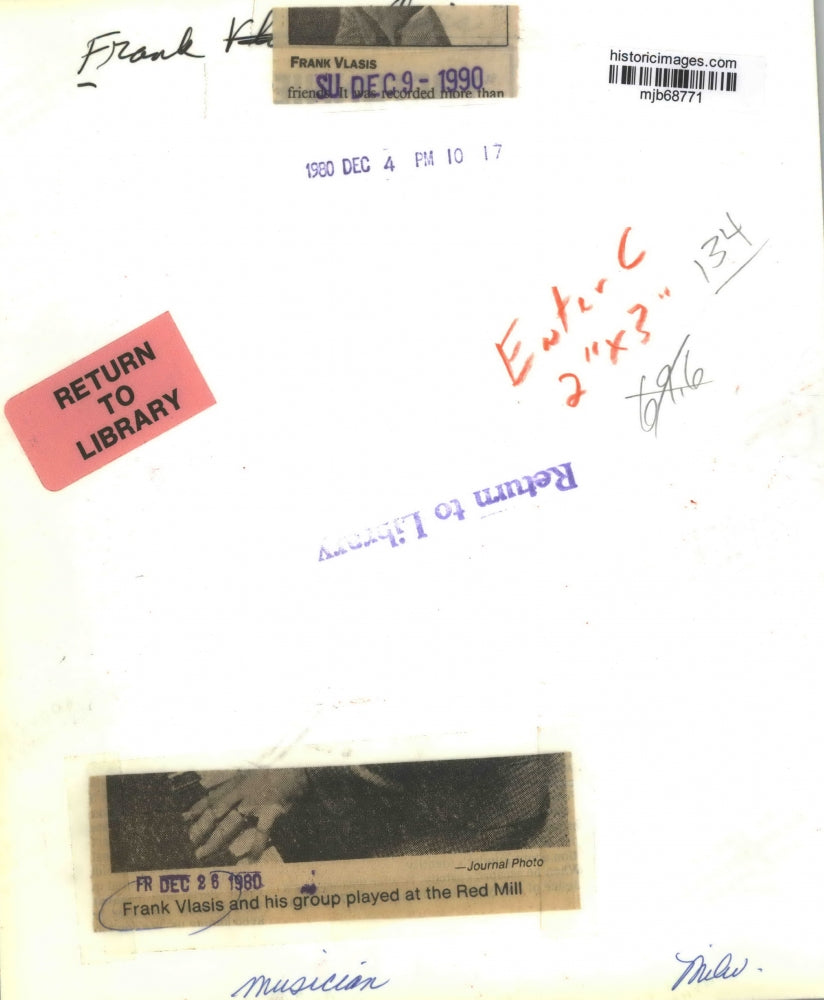 Frank
FRANK VLASIS
SU DEC 9 - 1990
friends. It was recorded more than
historicimages.com
mjb68771
1980 DEC 4 PM 10 17
134
Enter C
2"x3"
69.6
RETURN
TO
LIBRARY
Return to Library
—Journal Photo
FR DEC 26 1980
Frank Vlasis and his group played at the Red Mill
musician
Milw.